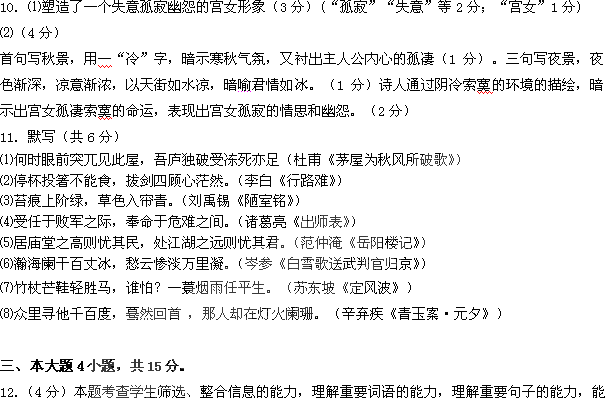 10. ⑴塑造了一个失意孤寂幽怨的宫女形象（3分）（“孤寂”“失意”等2分；“宫女”1分）
⑵（4分）
首句写秋景，用一“冷”字，暗示寒秋气氛，又衬出主人公内心的孤凄（1 分）。三句写夜景，夜
色渐深，凉意渐浓，以天街如水凉，暗喻君情如冰。（1 分）诗人通过阴冷索寞的环境的描绘，暗
示出宫女孤凄索寞的命运，表现出宫女孤寂的情思和幽怨。（2分）
11. 默写（共6分）
⑴何时眼前突兀见此屋，吾庐独破受冻死亦足（杜甫《茅屋为秋风所破歌》）
⑵停杯投箸不能食，拔剑四顾心茫然。（李白《行路难》）
⑶苔痕上阶绿，草色入帘青。（刘禹锡《陋室铭》）
⑷受任于败军之际，奉命于危难之间。（诸葛亮《出师表》）
⑸居庙堂之高则忧其民，处江湖之远则忧其君。（范仲淹《岳阳楼记》）
⑹瀚海阑干百丈冰，愁云惨淡万里凝。（岑参《白雪歌送武判官归京》）
⑺竹杖芒鞋轻胜马，谁怕？一蓑烟雨任平生。（苏东坡《定风波》）
⑻众里寻他千百度，蓦然回首 ，那人却在灯火阑珊。（辛弃疾《青玉案·元夕》）
三、本大题4小题，共15分。
12.（4分）本题考查学生筛选、整合信息的能力，理解重要词语的能力，理解重要句子的能力，能